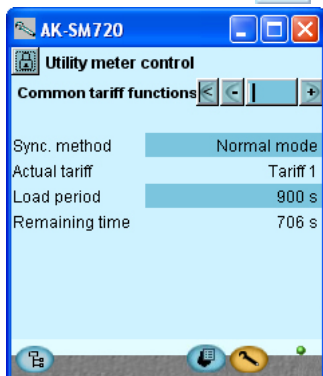 AK-SM720
Utility meter control
Common tariff functions
Sync. method Normal mode
Actual tariff Tariff 1
Load period 900 s
Remaining time 706 s